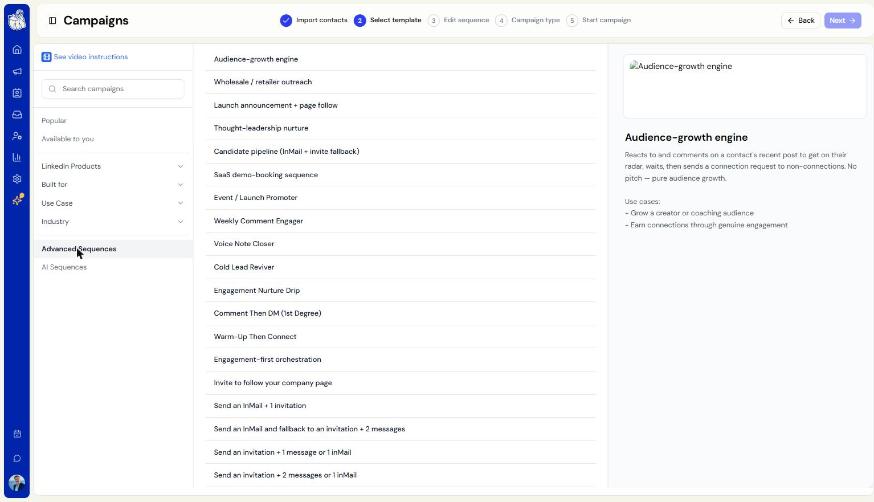 Campaigns
Import contacts
2 Select template
3 Edit sequence
4 Campaign type
5 Start campaign
Back
Next
See video instructions
Search campaigns
Popular
Available to you
LinkedIn Products
Built for
Use Case
Industry
Advanced Sequences
AI Sequences
Audience-growth engine
Wholesale / retailer outreach
Launch announcement + page follow
Thought-leadership nurture
Candidate pipeline (InMail + invite fallback)
SaaS demo-booking sequence
Event / Launch Promoter
Weekly Comment Engager
Voice Note Closer
Cold Lead Reviver
Engagement Nurture Drip
Comment Then DM (1st Degree)
Warm-Up Then Connect
Engagement-first orchestration
Invite to follow your company page
Send an InMail + 1 invitation
Send an InMail and fallback to an invitation + 2 messages
Send an invitation + 1 message or 1 inMail
Send an invitation + 2 messages or 1 inMail
Audience-growth engine
Audience-growth engine
Reacts to and comments on a contact's recent post to get on their
radar, waits, then sends a connection request to non-connections. No
pitch — pure audience growth.
Use cases:
- Grow a creator or coaching audience
- Earn connections through genuine engagement